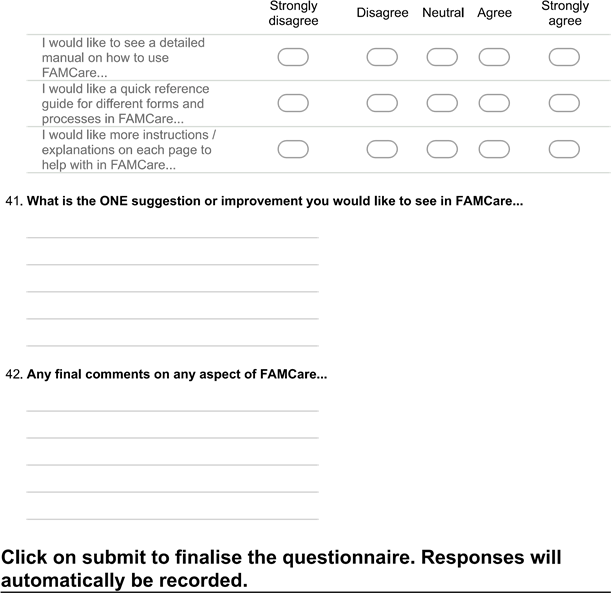 Strongly disagree Disagree Neutral Agree Strongly agree
I would like to see a detailed
manual on how to use
FAMCare...
I would like a quick reference
guide for different forms and
processes in FAMCare...
I would like more instructions /
explanations on each page to
help with in FAMCare...
41. What is the ONE suggestion or improvement you would like to see in FAMCare...
42. Any final comments on any aspect of FAMCare...
Click on submit to finalise the questionnaire. Responses will
automatically be recorded.